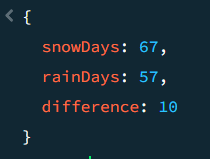 {
snowDays: 67,
rainDays: 57,
difference: 10
}